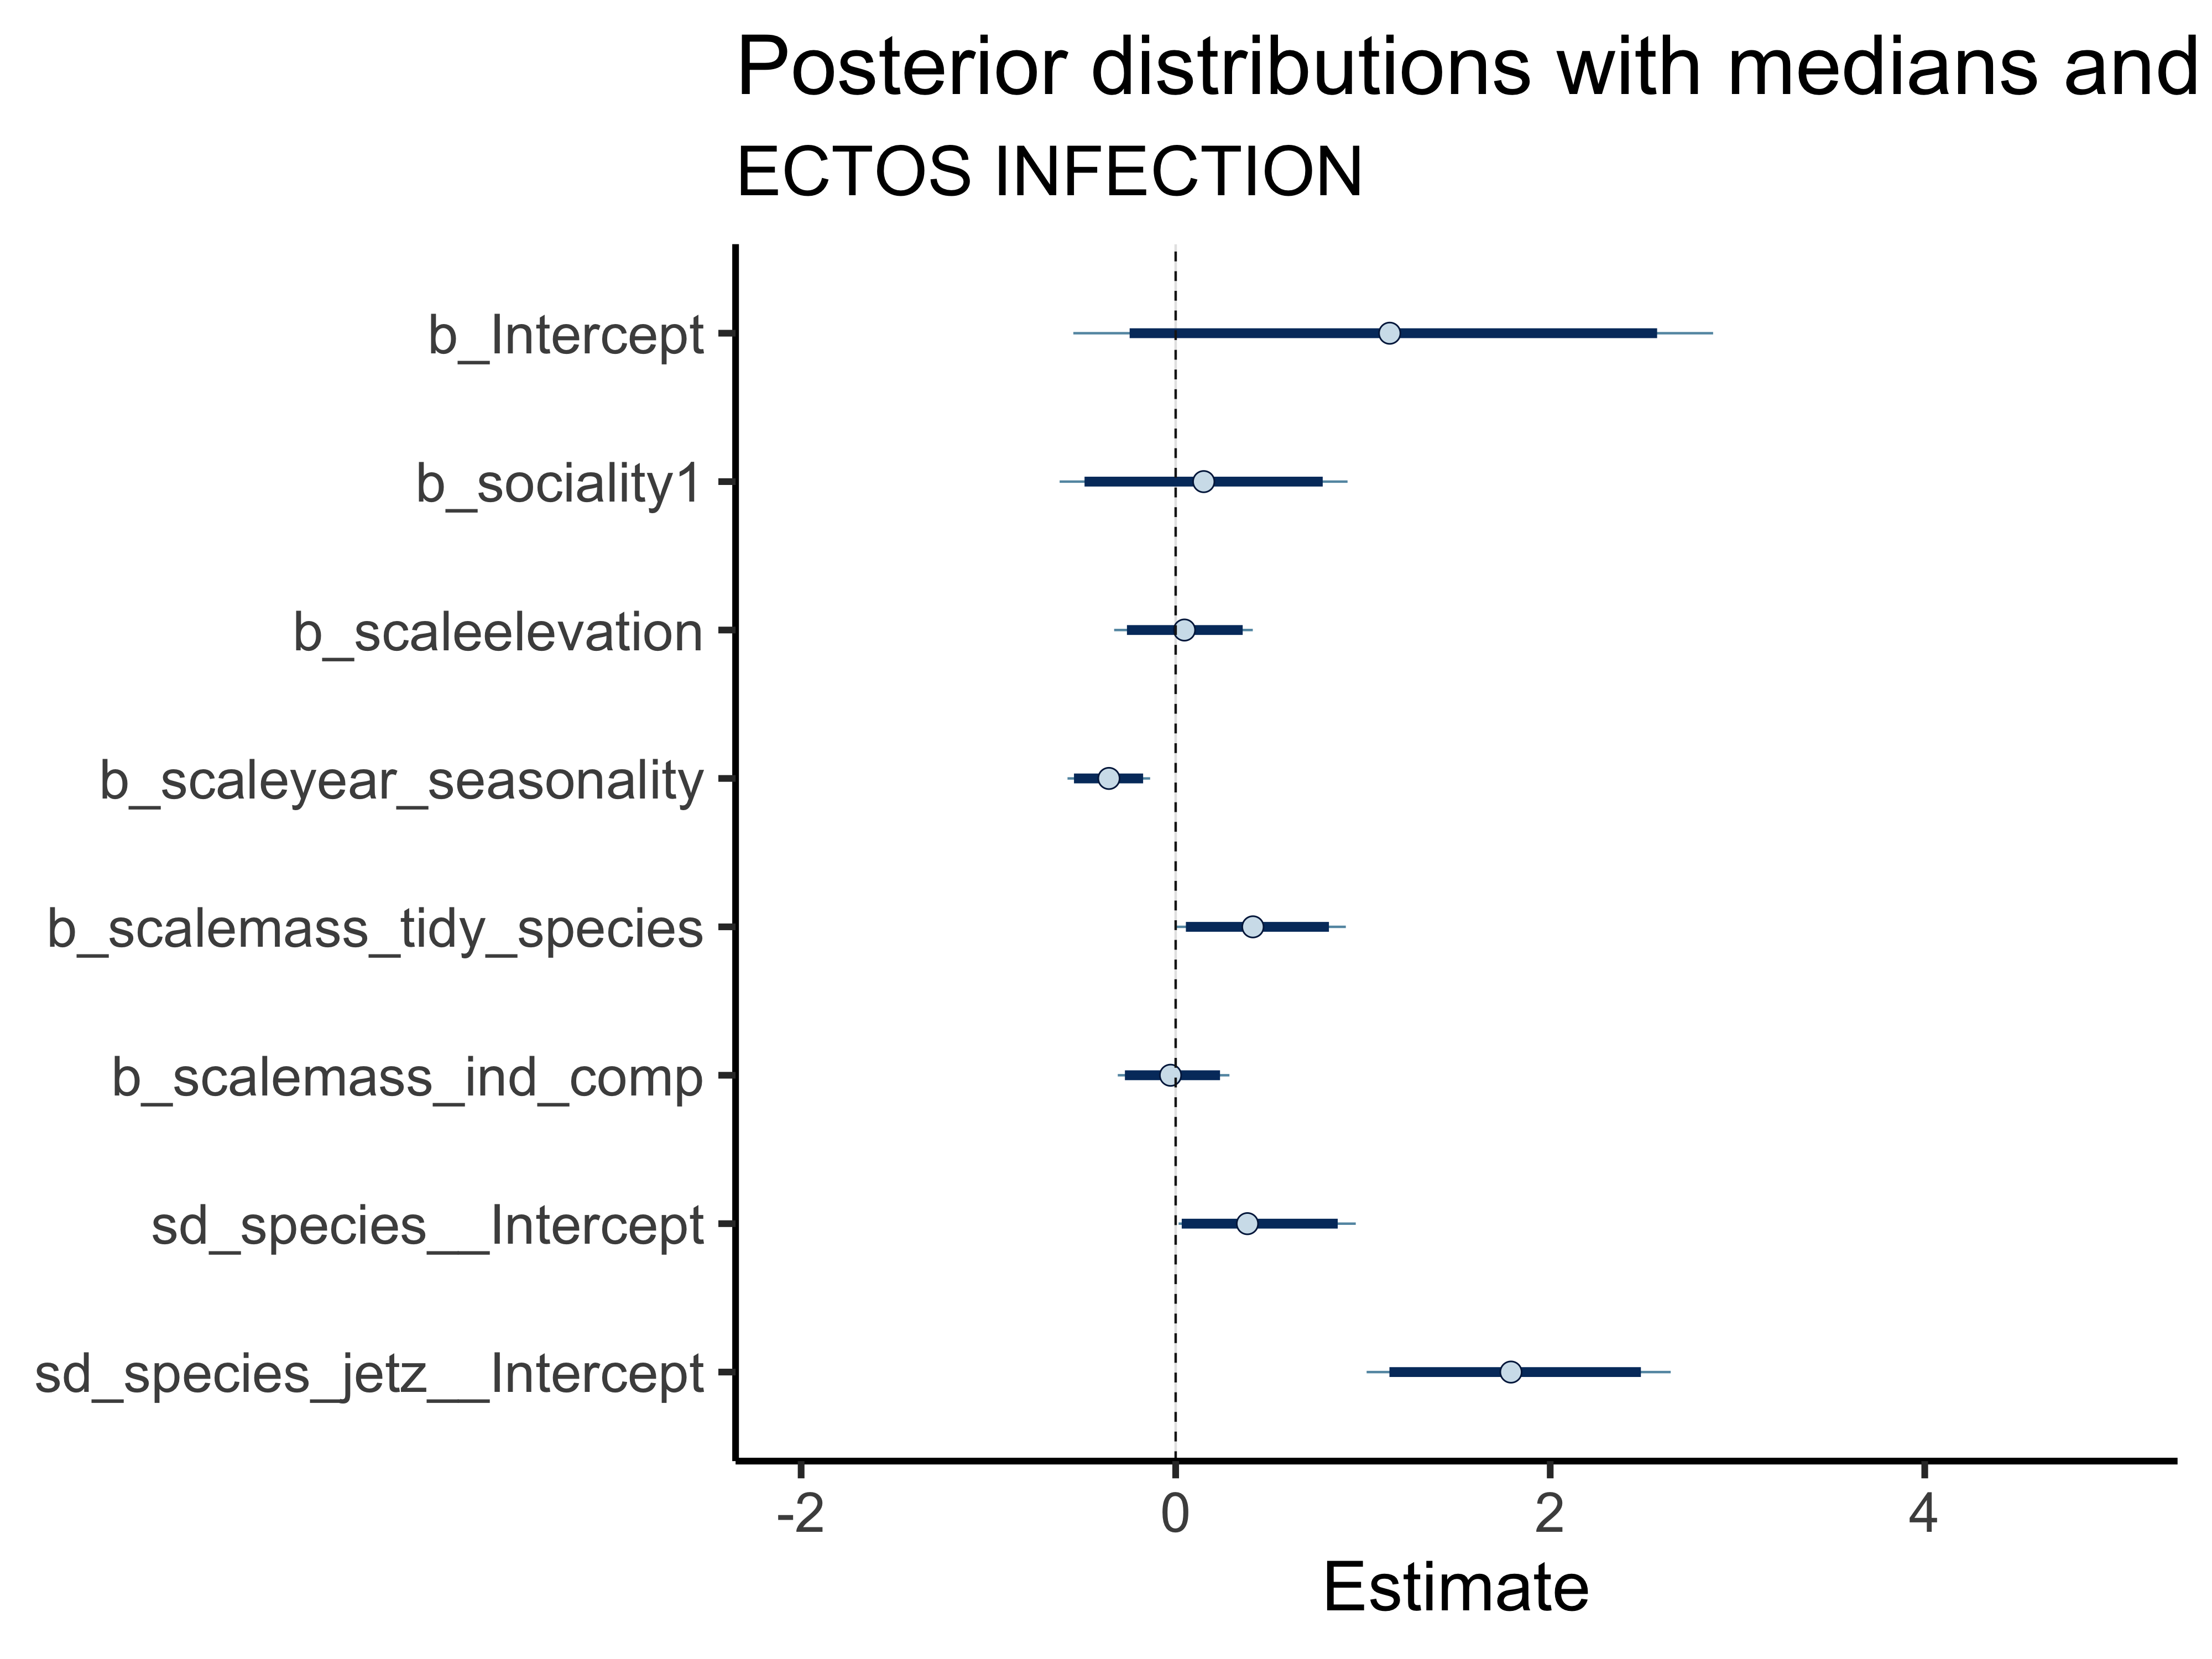 Posterior distributions with medians and
ECTOS INFECTION
b_Intercept
b_sociality1
b_scaleelevation
b_scaleyear_seasonality
b_scalemass_tidy_species
b_scalemass_ind_comp
sd_species__Intercept
sd_species_jetz__Intercept
-2 0 2 4
Estimate